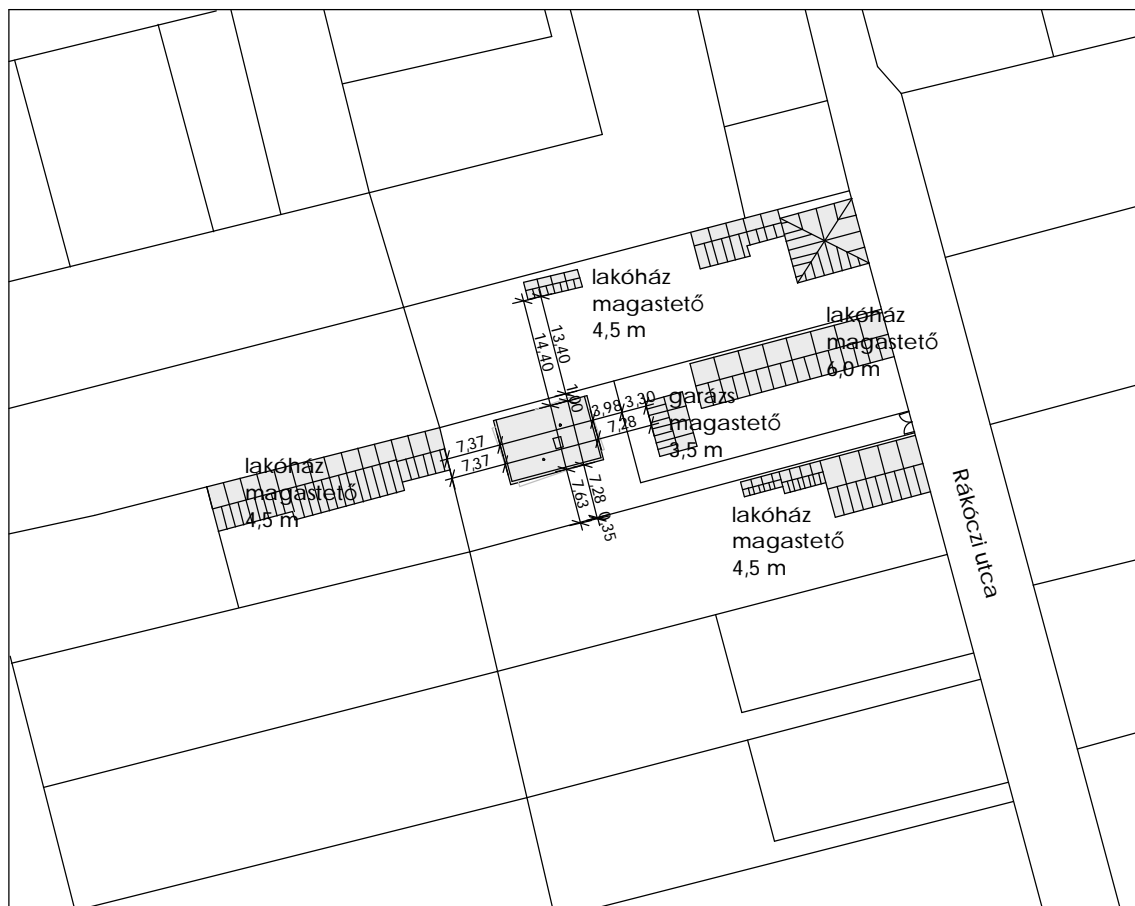 lakóház
magastető
4,5 m
lakóház
magastető
6,0 m
13,40
14,40
1,00
3,98
3,30
garázs
magastető
3,5 m
7,28
7,37
7,37
lakóház
magastető
4,5 m
7,28
7,63
0,35
lakóház
magastető
4,5 m
Rákóczi utca